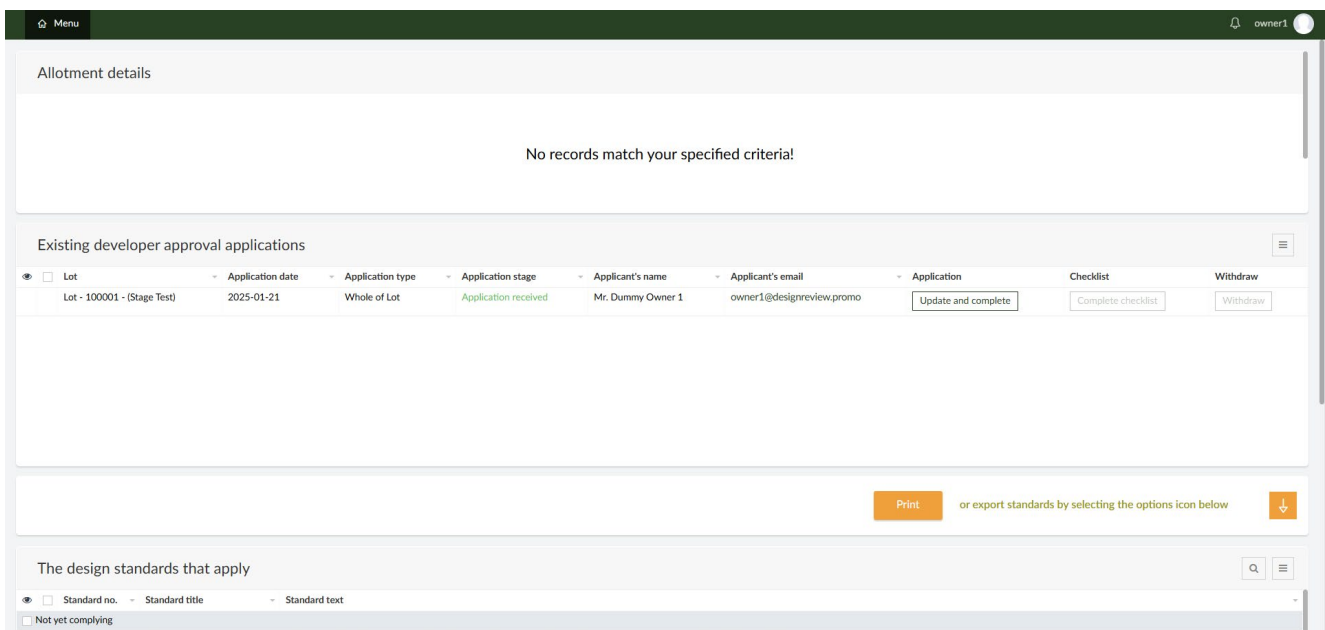 Menu owner1
Allotment details
No records match your specified criteria!
Existing developer approval applications
Lot Application date Application type Application stage Applicant's name Applicant's email Application Checklist Withdraw
Lot - 100001 - (Stage Test) 2025-01-21 Whole of Lot Application received Mr. Dummy Owner 1 owner1@designreview.promo Update and complete Complete checklist Withdraw
Print or export standards by selecting the options icon below
The design standards that apply
Standard no. Standard title Standard text
Not yet complying